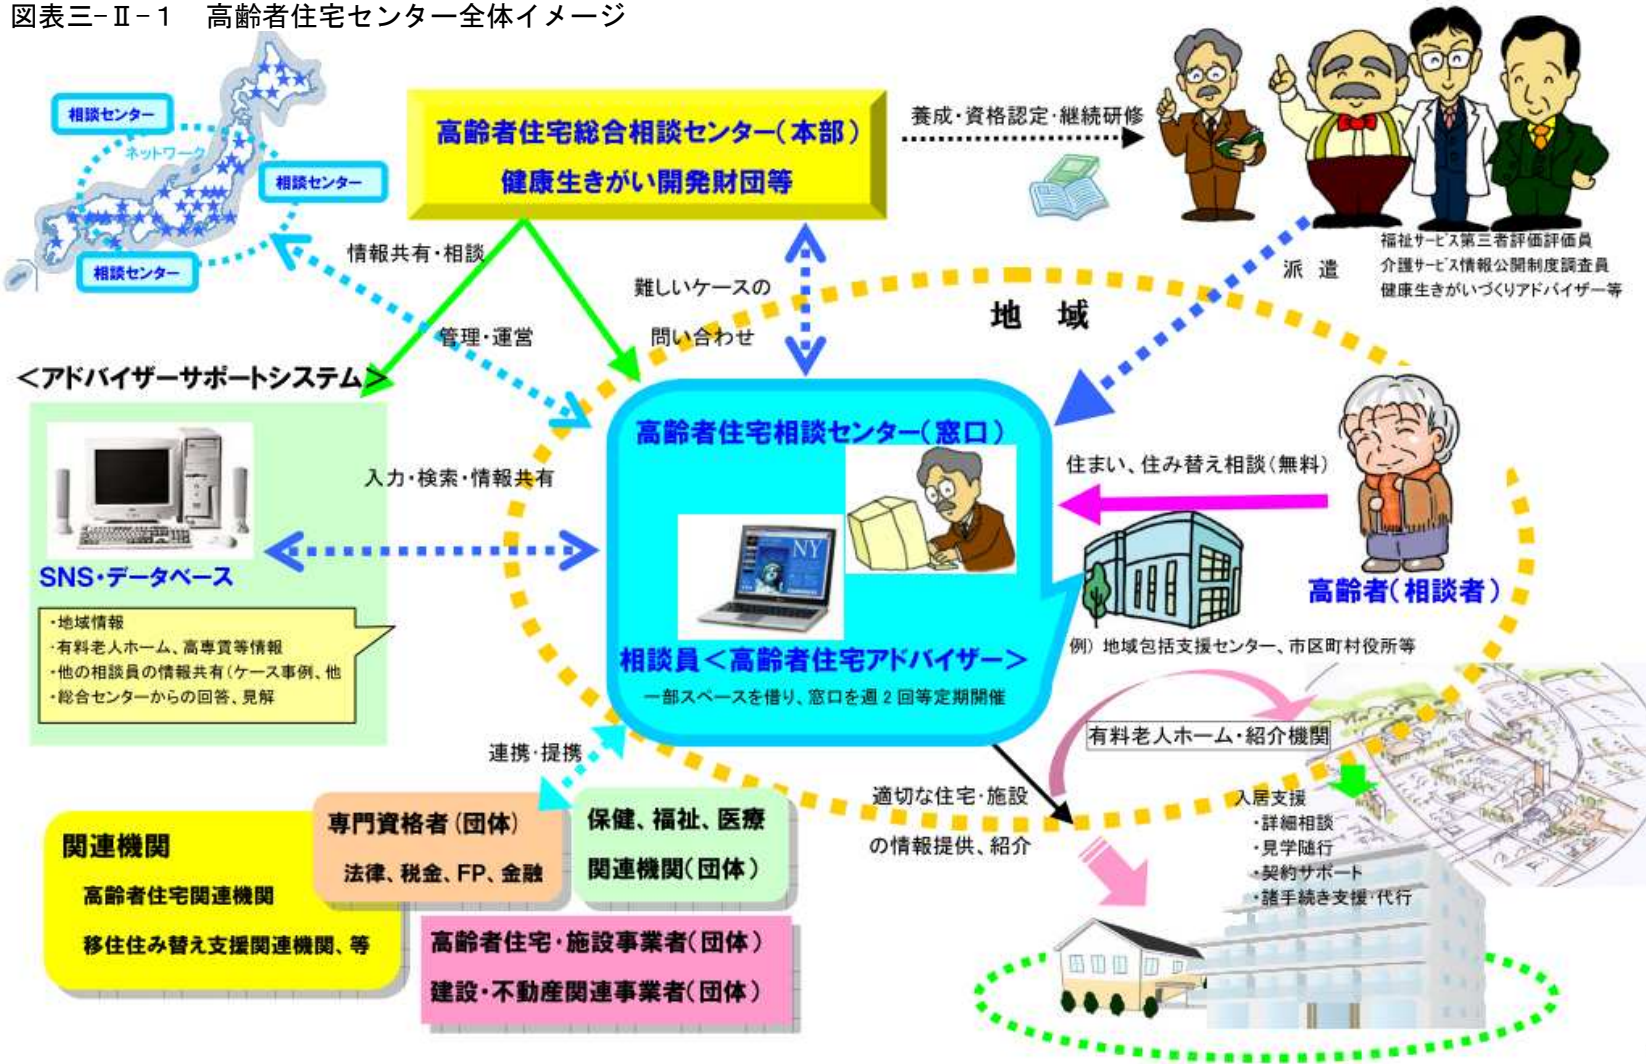 図表三-Ⅱ-1　高齢者住宅センター全体イメージ
相談センター
ネットワーク
相談センター
相談センター
高齢者住宅総合相談センター(本部)
健康生きがい開発財団等
養成・資格認定・継続研修
福祉サービス第三者評価評価員
介護サービス情報公開制度調査員
健康生きがいづくりアドバイザー等
派 遣
情報共有・相談
管理・運営
難しいケースの
問い合わせ
地 域
＜アドバイザーサポートシステム＞
入力・検索・情報共有
SNS・データベース
・地域情報
・有料老人ホーム、高専賃等情報
・他の相談員の情報共有(ケース事例、他
・総合センターからの回答、見解
高齢者住宅相談センター(窓口)
NY
相談員＜高齢者住宅アドバイザー＞
一部スペースを借り、窓口を週２回等定期開催
住まい、住み替え相談(無料)
高齢者(相談者)
例) 地域包括支援センター、市区町村役所等
有料老人ホーム・紹介機関
連携・提携
適切な住宅・施設
の情報提供、紹介
入居支援
・詳細相談
・見学随行
・契約サポート
・諸手続き支援・代行
関連機関
高齢者住宅関連機関
移住住み替え支援関連機関、等
専門資格者(団体)
法律、税金、FP、金融
保健、福祉、医療
関連機関(団体)
高齢者住宅・施設事業者(団体)
建設・不動産関連事業者(団体)